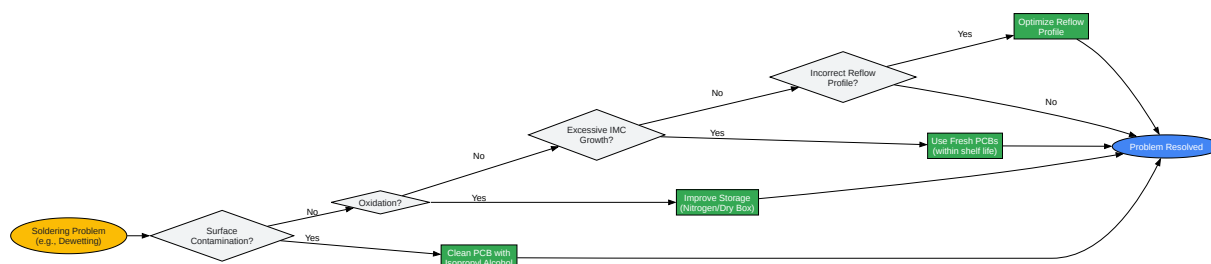 Soldering Problem
(e.g., Dewetting)
Surface
Contamination?
Yes
Clean PCB with
Isopropyl Alcohol
No
Oxidation?
Yes
Improve Storage
(Nitrogen/Dry Box)
No
Excessive IMC
Growth?
Yes
Use Fresh PCBs
(within shelf life)
No
Incorrect Reflow
Profile?
Yes
Optimize Reflow
Profile
No
Problem Resolved